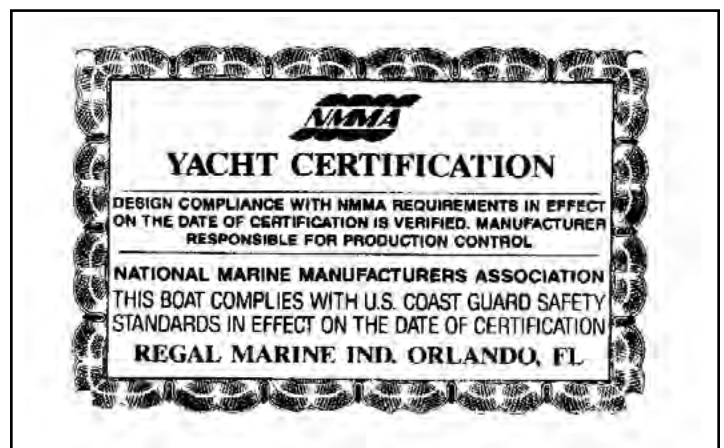 NMMA
YACHT CERTIFICATION
DESIGN COMPLIANCE WITH NMMA REQUIREMENTS IN EFFECT
ON THE DATE OF CERTIFICATION IS VERIFIED. MANUFACTURER
RESPONSIBLE FOR PRODUCTION CONTROL
NATIONAL MARINE MANUFACTURERS ASSOCIATION
THIS BOAT COMPLIES WITH U.S. COAST GUARD SAFETY
STANDARDS IN EFFECT ON THE DATE OF CERTIFICATION
REGAL MARINE IND. ORLANDO, FL